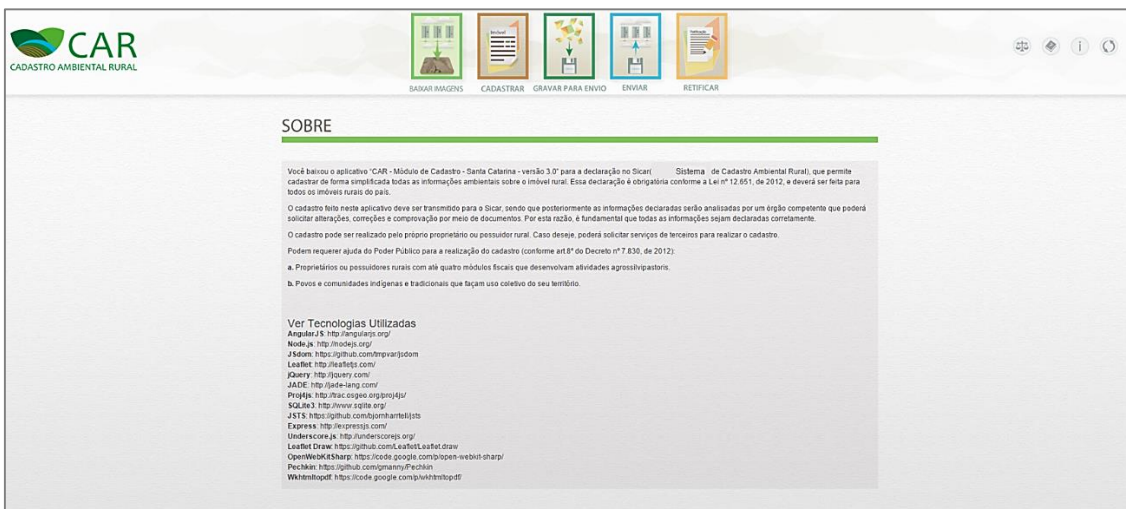 CAR
CADASTRO AMBIENTAL RURAL
BAIXAR IMAGENS
CADASTRAR
GRAVAR PARA ENVIO
ENVIAR
RETIFICAR
SOBRE
Você baixou o aplicativo "CAR - Módulo de Cadastro - Santa Catarina - versão 3.0" para a declaração no Sicar( Sistema de Cadastro Ambiental Rural), que permite
cadastrar de forma simplificada todas as informações ambientais sobre o imóvel rural. Essa declaração é obrigatória conforme a Lei nº 12.651, de 2012, e deverá ser feita para
todos os imóveis rurais do país.
O cadastro feito neste aplicativo deve ser transmitido para o Sicar, sendo que posteriormente as informações declaradas serão analisadas por um órgão competente que poderá
solicitar alterações, correções e comprovação por meio de documentos. Por esta razão, é fundamental que todas as informações sejam declaradas corretamente.
O cadastro pode ser realizado pelo próprio proprietário ou possuidor rural. Caso deseje, poderá solicitar serviços de terceiros para realizar o cadastro.
Podem requerer ajuda do Poder Público para a realização do cadastro (conforme art.8º do Decreto nº 7.830, de 2012):
a. Proprietários ou possuidores rurais com até quatro módulos fiscais que desenvolvam atividades agrossilvipastoris.
b. Povos e comunidades indígenas e tradicionais que façam uso coletivo do seu território.
Ver Tecnologias Utilizadas
AngularJS: http://angularjs.org/
Node.js: http://nodejs.org/
JSdom: https://github.com/tmpvar/jsdom
Leaflet: http://leafletjs.com/
jQuery: http://jquery.com/
JADE: http://jade-lang.com/
Proj4js: http://trac.osgeo.org/proj4js/
SQLite3: http://www.sqlite.org/
JSTS: https://github.com/bjornharrtell/jsts
Express: http://expressjs.com/
Underscore.js: http://underscorejs.org/
Leaflet Draw: https://github.com/Leaflet/Leaflet.draw
OpenWebKitSharp: https://code.google.com/p/open-webkit-sharp/
Pechkin: https://github.com/gmanny/Pechkin
Wkhtmltopdf: https://code.google.com/p/wkhtmltopdf/